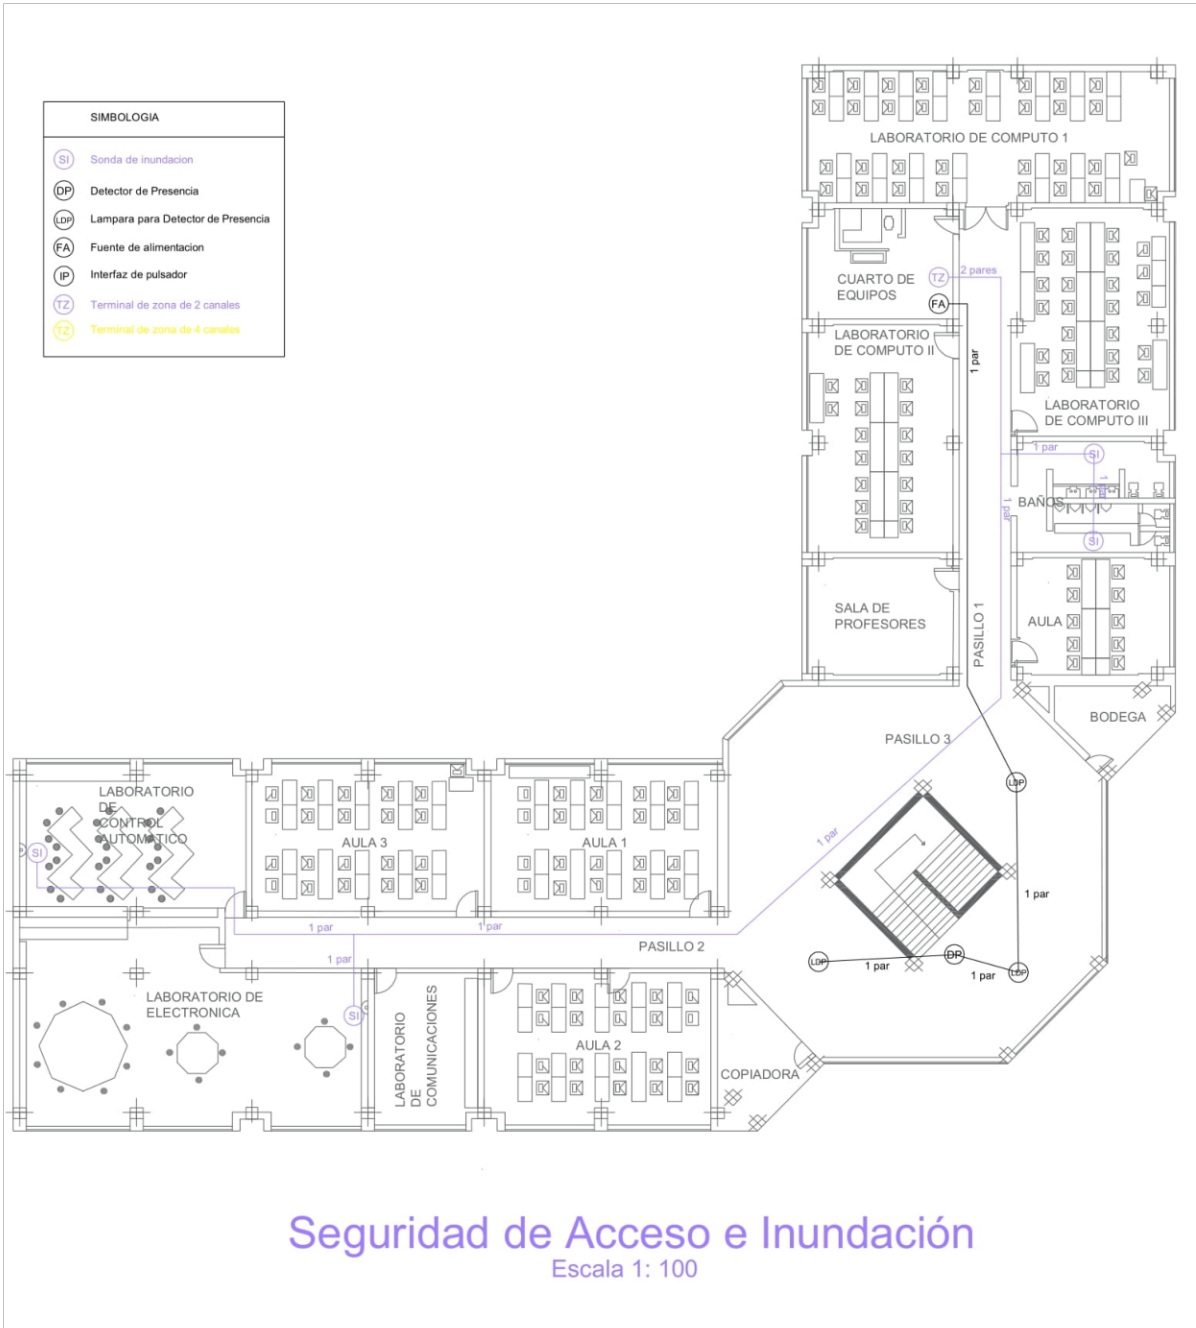 SIMBOLOGIA
SI Sonda de inundacion
DP Detector de Presencia
LDP Lampara para Detector de Presencia
FA Fuente de alimentacion
IP Interfaz de pulsador
TZ Terminal de zona de 2 canales
TZ Terminal de zona de 4 canales
LABORATORIO DE COMPUTO 1
CUARTO DE
EQUIPOS
TZ
2 pares
FA
LABORATORIO
DE COMPUTO II
1 par
LABORATORIO
DE COMPUTO III
1 par
SI
1 par
BAÑOS
1 par
SI
SALA DE
PROFESORES
PASILLO 1
AULA
BODEGA
PASILLO 3
LDP
LABORATORIO
DE
CONTROL
AUTOMATICO
SI
AULA 3
AULA 1
1 par
1 par
1 par
1 par
PASILLO 2
1 par
LDP
1 par
DP
1 par
LDP
LABORATORIO DE
ELECTRONICA
SI
LABORATORIO
DE
COMUNICACIONES
AULA 2
COPIADORA
Seguridad de Acceso e Inundación
Escala 1: 100